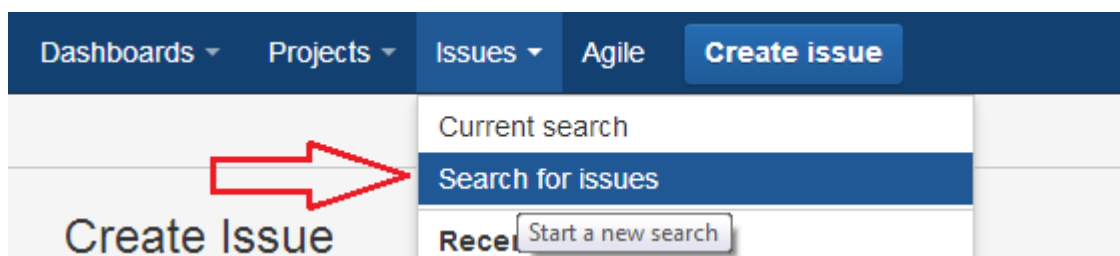 Dashboards Projects Issues Agile Create issue
Current search
Search for issues
Create Issue
Start a new search